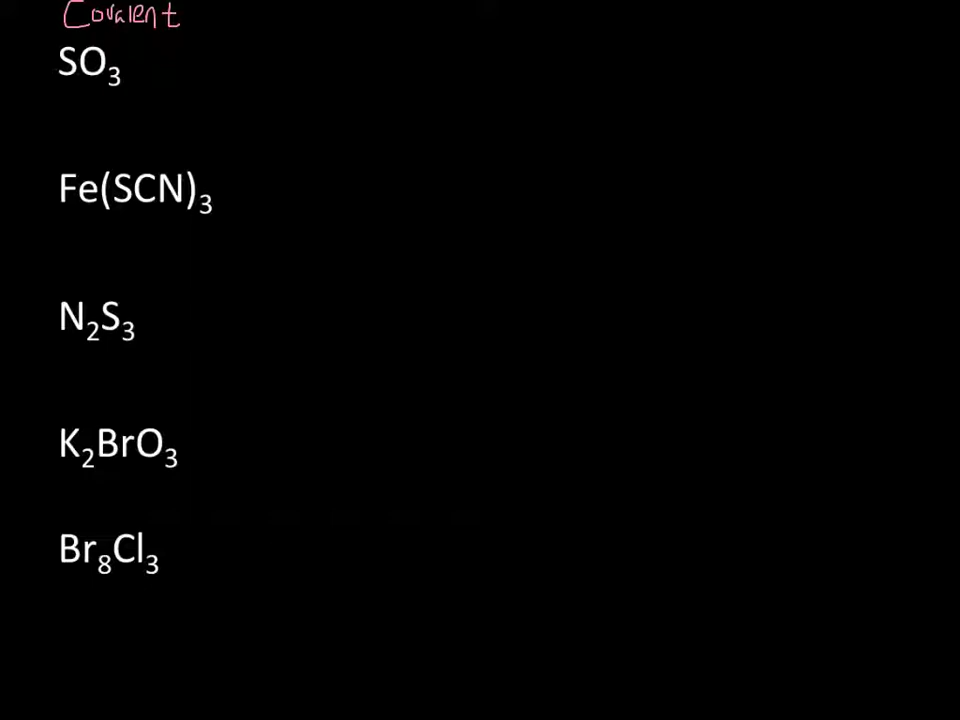 Covalent
SO₃
Fe(SCN)₃
N₂S₃
K₂BrO₃
Br₈Cl₃